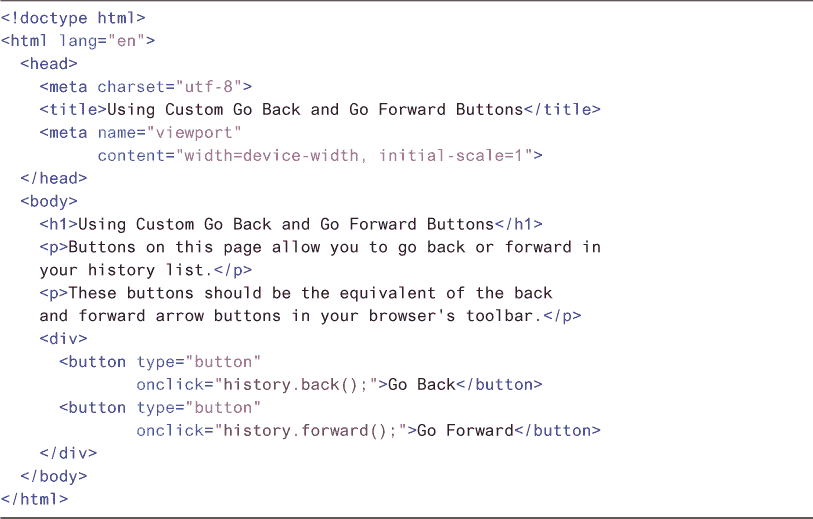 <!doctype html>
<html lang="en">
  <head>
    <meta charset="utf-8">
    <title>Using Custom Go Back and Go Forward Buttons</title>
    <meta name="viewport"
          content="width=device-width, initial-scale=1">
  </head>
  <body>
    <h1>Using Custom Go Back and Go Forward Buttons</h1>
    <p>Buttons on this page allow you to go back or forward in
    your history list.</p>
    <p>These buttons should be the equivalent of the back
    and forward arrow buttons in your browser's toolbar.</p>
    <div>
      <button type="button"
              onclick="history.back();">Go Back</button>
      <button type="button"
              onclick="history.forward();">Go Forward</button>
    </div>
  </body>
</html>